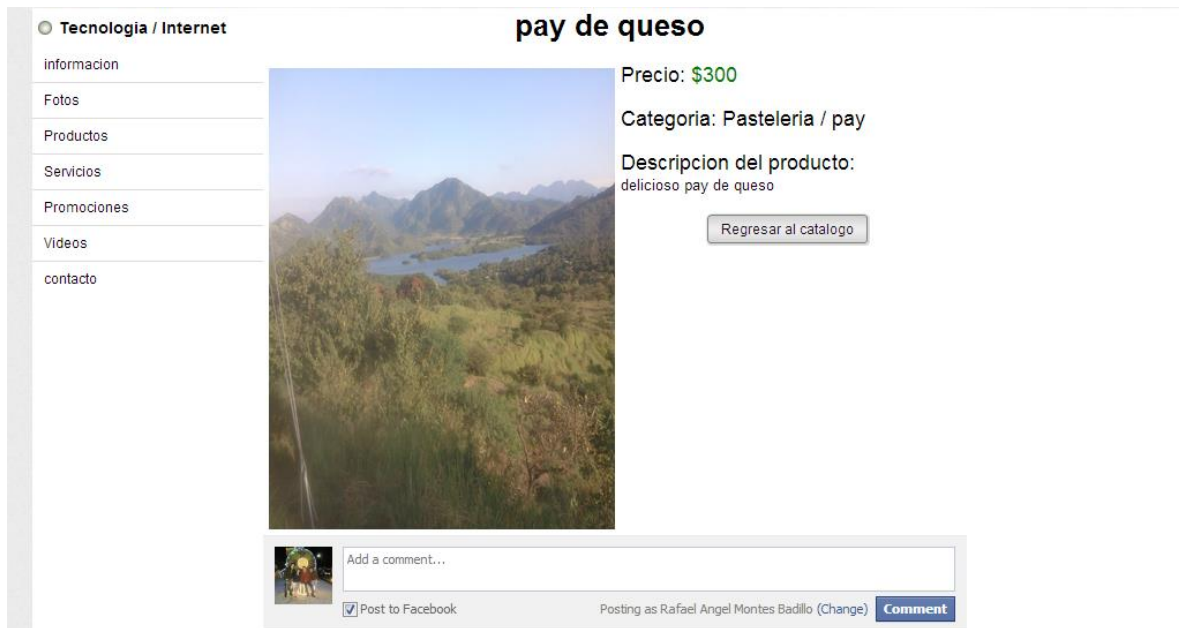 Tecnologia / Internet
informacion
Fotos
Productos
Servicios
Promociones
Videos
contacto
pay de queso
Precio: $300
Categoria: Pasteleria / pay
Descripcion del producto:
delicioso pay de queso
Regresar al catalogo
Add a comment...
Post to Facebook
Posting as Rafael Angel Montes Badillo (Change)
Comment